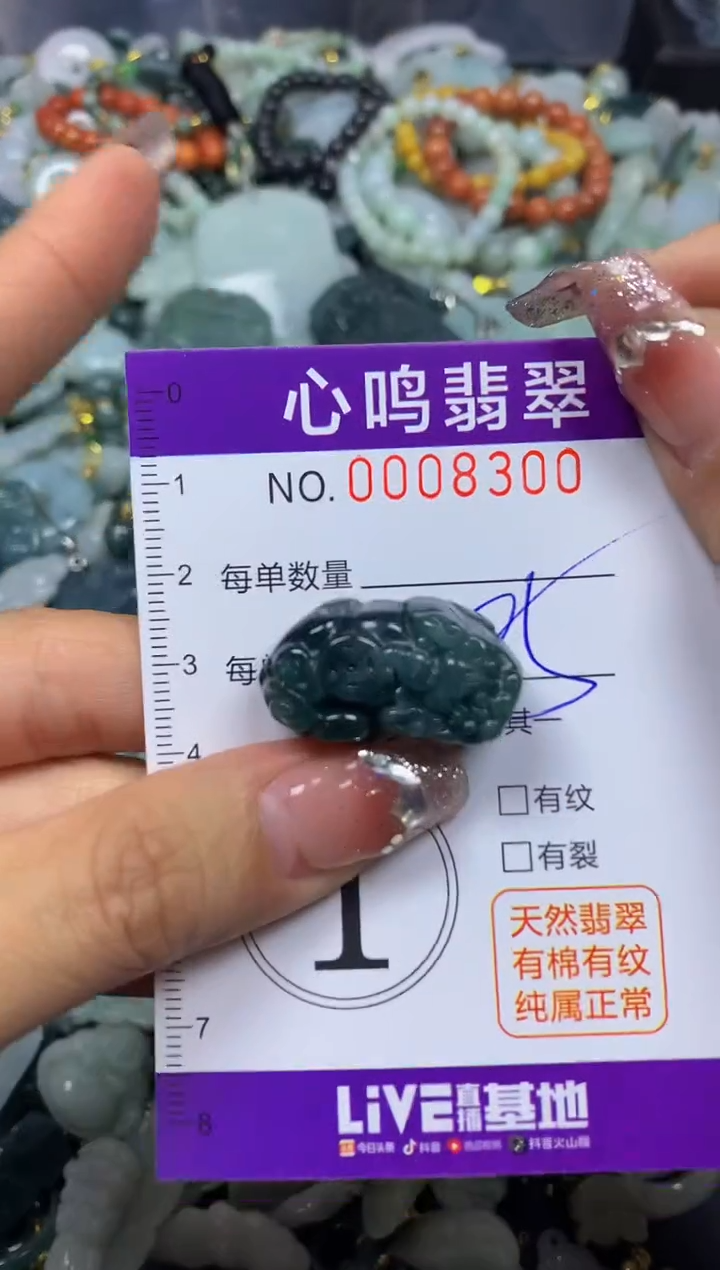 心鸣翡翠
NO. 0008300
每单数量
每
其一
有纹
有裂
1
天然翡翠
有棉有纹
纯属正常
LiVE直播基地
今日头条 抖音 西瓜视频 抖音火山版
0
1
2
3
4
7
8